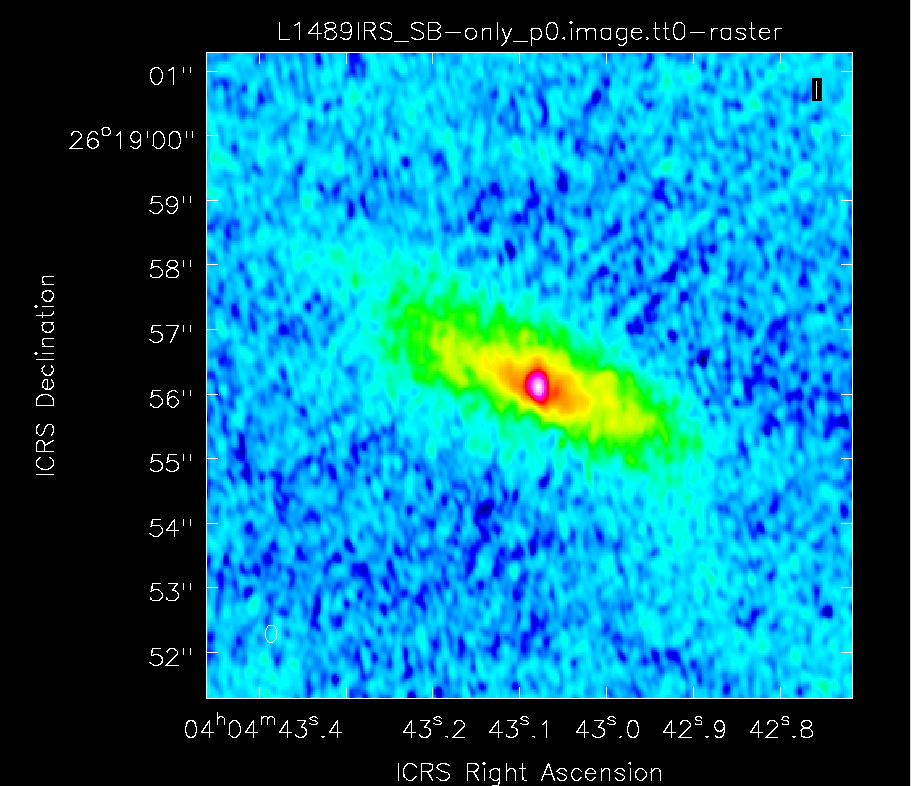 L1489IRS_SB-only_p0.image.tt0-raster
01''
26°19'00''
59''
58''
57''
56''
55''
54''
53''
52''
ICRS Declination
04ʰ04ᵐ43ˢ.4 43ˢ.2 43ˢ.1 43ˢ.0 42ˢ.9 42ˢ.8
ICRS Right Ascension